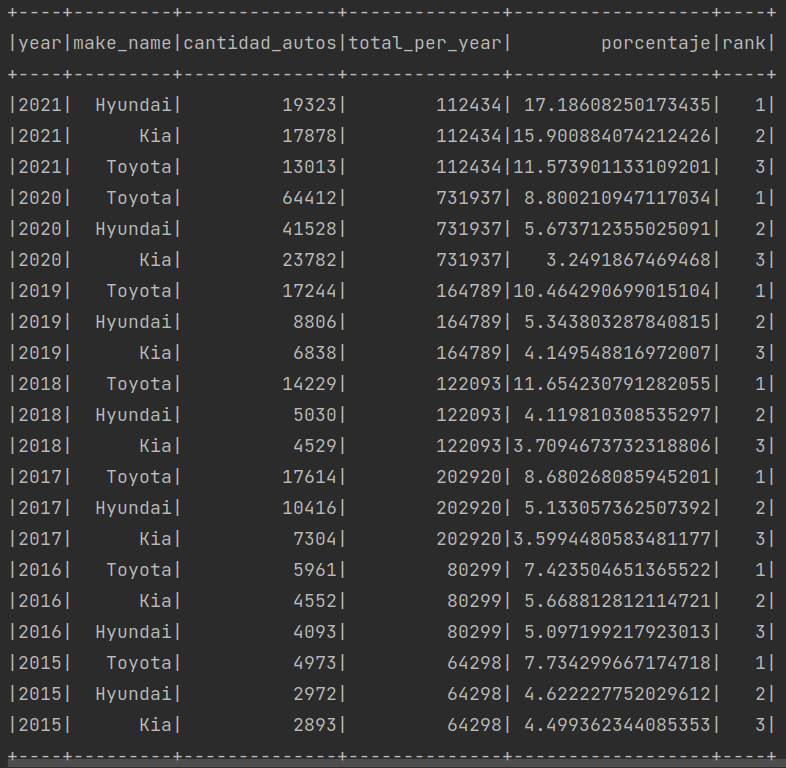 +----+---------+--------------+--------------+------------------+----+
|year|make_name|cantidad_autos|total_per_year|        porcentaje|rank|
+----+---------+--------------+--------------+------------------+----+
|2021|  Hyundai|         19323|        112434| 17.18608250173435|   1|
|2021|      Kia|         17878|        112434|15.900884074212426|   2|
|2021|   Toyota|         13013|        112434|11.573901133109201|   3|
|2020|   Toyota|         64412|        731937| 8.800210947117034|   1|
|2020|  Hyundai|         41528|        731937| 5.673712355025091|   2|
|2020|      Kia|         23782|        731937|   3.2491867469468|   3|
|2019|   Toyota|         17244|        164789|10.464290699015104|   1|
|2019|  Hyundai|          8806|        164789| 5.343803287840815|   2|
|2019|      Kia|          6838|        164789| 4.149548816972007|   3|
|2018|   Toyota|         14229|        122093|11.654230791282055|   1|
|2018|  Hyundai|          5030|        122093| 4.119810308535297|   2|
|2018|      Kia|          4529|        122093|3.7094673732318806|   3|
|2017|   Toyota|         17614|        202920| 8.680268085945201|   1|
|2017|  Hyundai|         10416|        202920| 5.133057362507392|   2|
|2017|      Kia|          7304|        202920|3.5994480583481177|   3|
|2016|   Toyota|          5961|         80299| 7.423504651365522|   1|
|2016|      Kia|          4552|         80299| 5.668812812114721|   2|
|2016|  Hyundai|          4093|         80299| 5.097199217923013|   3|
|2015|   Toyota|          4973|         64298| 7.734299667174718|   1|
|2015|  Hyundai|          2972|         64298| 4.622227752029612|   2|
|2015|      Kia|          2893|         64298| 4.499362344085353|   3|
+----+---------+--------------+--------------+------------------+----+